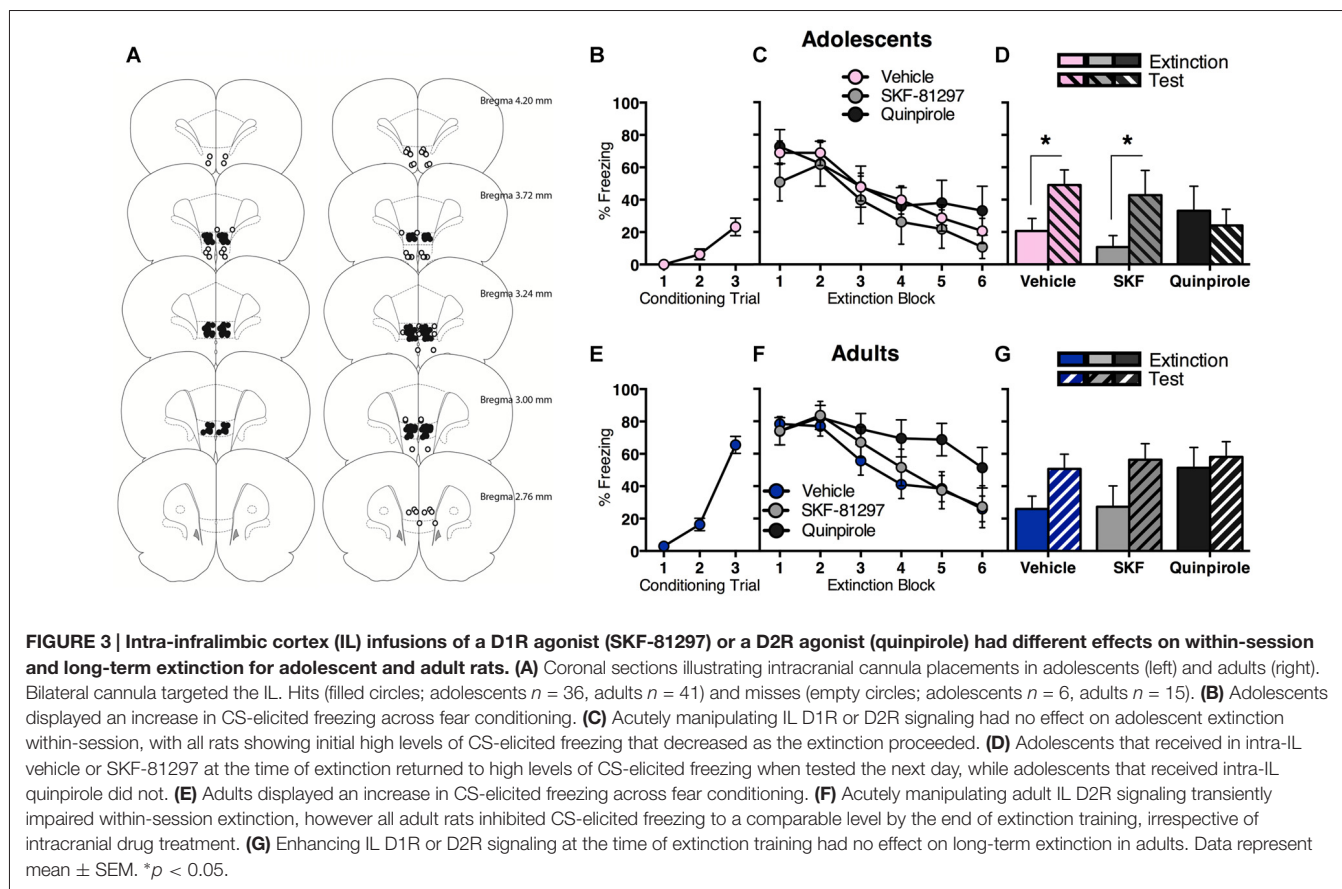 A
Bregma 4.20 mm
Bregma 3.72 mm
Bregma 3.24 mm
Bregma 3.00 mm
Bregma 2.76 mm
B
C
Adolescents
D
Vehicle
SKF-81297
Quinpirole
Extinction
Test
% Freezing
100
80
60
40
20
0
1 2 3
Conditioning Trial
1 2 3 4 5 6
Extinction Block
* *
Vehicle SKF Quinpirole
E
F
Adults
G
Extinction
Test
% Freezing
100
80
60
40
20
0
Vehicle
SKF-81297
Quinpirole
1 2 3
Conditioning Trial
1 2 3 4 5 6
Extinction Block
Vehicle SKF Quinpirole
FIGURE 3 | Intra-infralimbic cortex (IL) infusions of a D1R agonist (SKF-81297) or a D2R agonist (quinpirole) had different effects on within-session
and long-term extinction for adolescent and adult rats. (A) Coronal sections illustrating intracranial cannula placements in adolescents (left) and adults (right).
Bilateral cannula targeted the IL. Hits (filled circles; adolescents n = 36, adults n = 41) and misses (empty circles; adolescents n = 6, adults n = 15). (B) Adolescents
displayed an increase in CS-elicited freezing across fear conditioning. (C) Acutely manipulating IL D1R or D2R signaling had no effect on adolescent extinction
within-session, with all rats showing initial high levels of CS-elicited freezing that decreased as the extinction proceeded. (D) Adolescents that received in intra-IL
vehicle or SKF-81297 at the time of extinction returned to high levels of CS-elicited freezing when tested the next day, while adolescents that received intra-IL
quinpirole did not. (E) Adults displayed an increase in CS-elicited freezing across fear conditioning. (F) Acutely manipulating adult IL D2R signaling transiently
impaired within-session extinction, however all adult rats inhibited CS-elicited freezing to a comparable level by the end of extinction training, irrespective of
intracranial drug treatment. (G) Enhancing IL D1R or D2R signaling at the time of extinction training had no effect on long-term extinction in adults. Data represent
mean ± SEM. *p < 0.05.